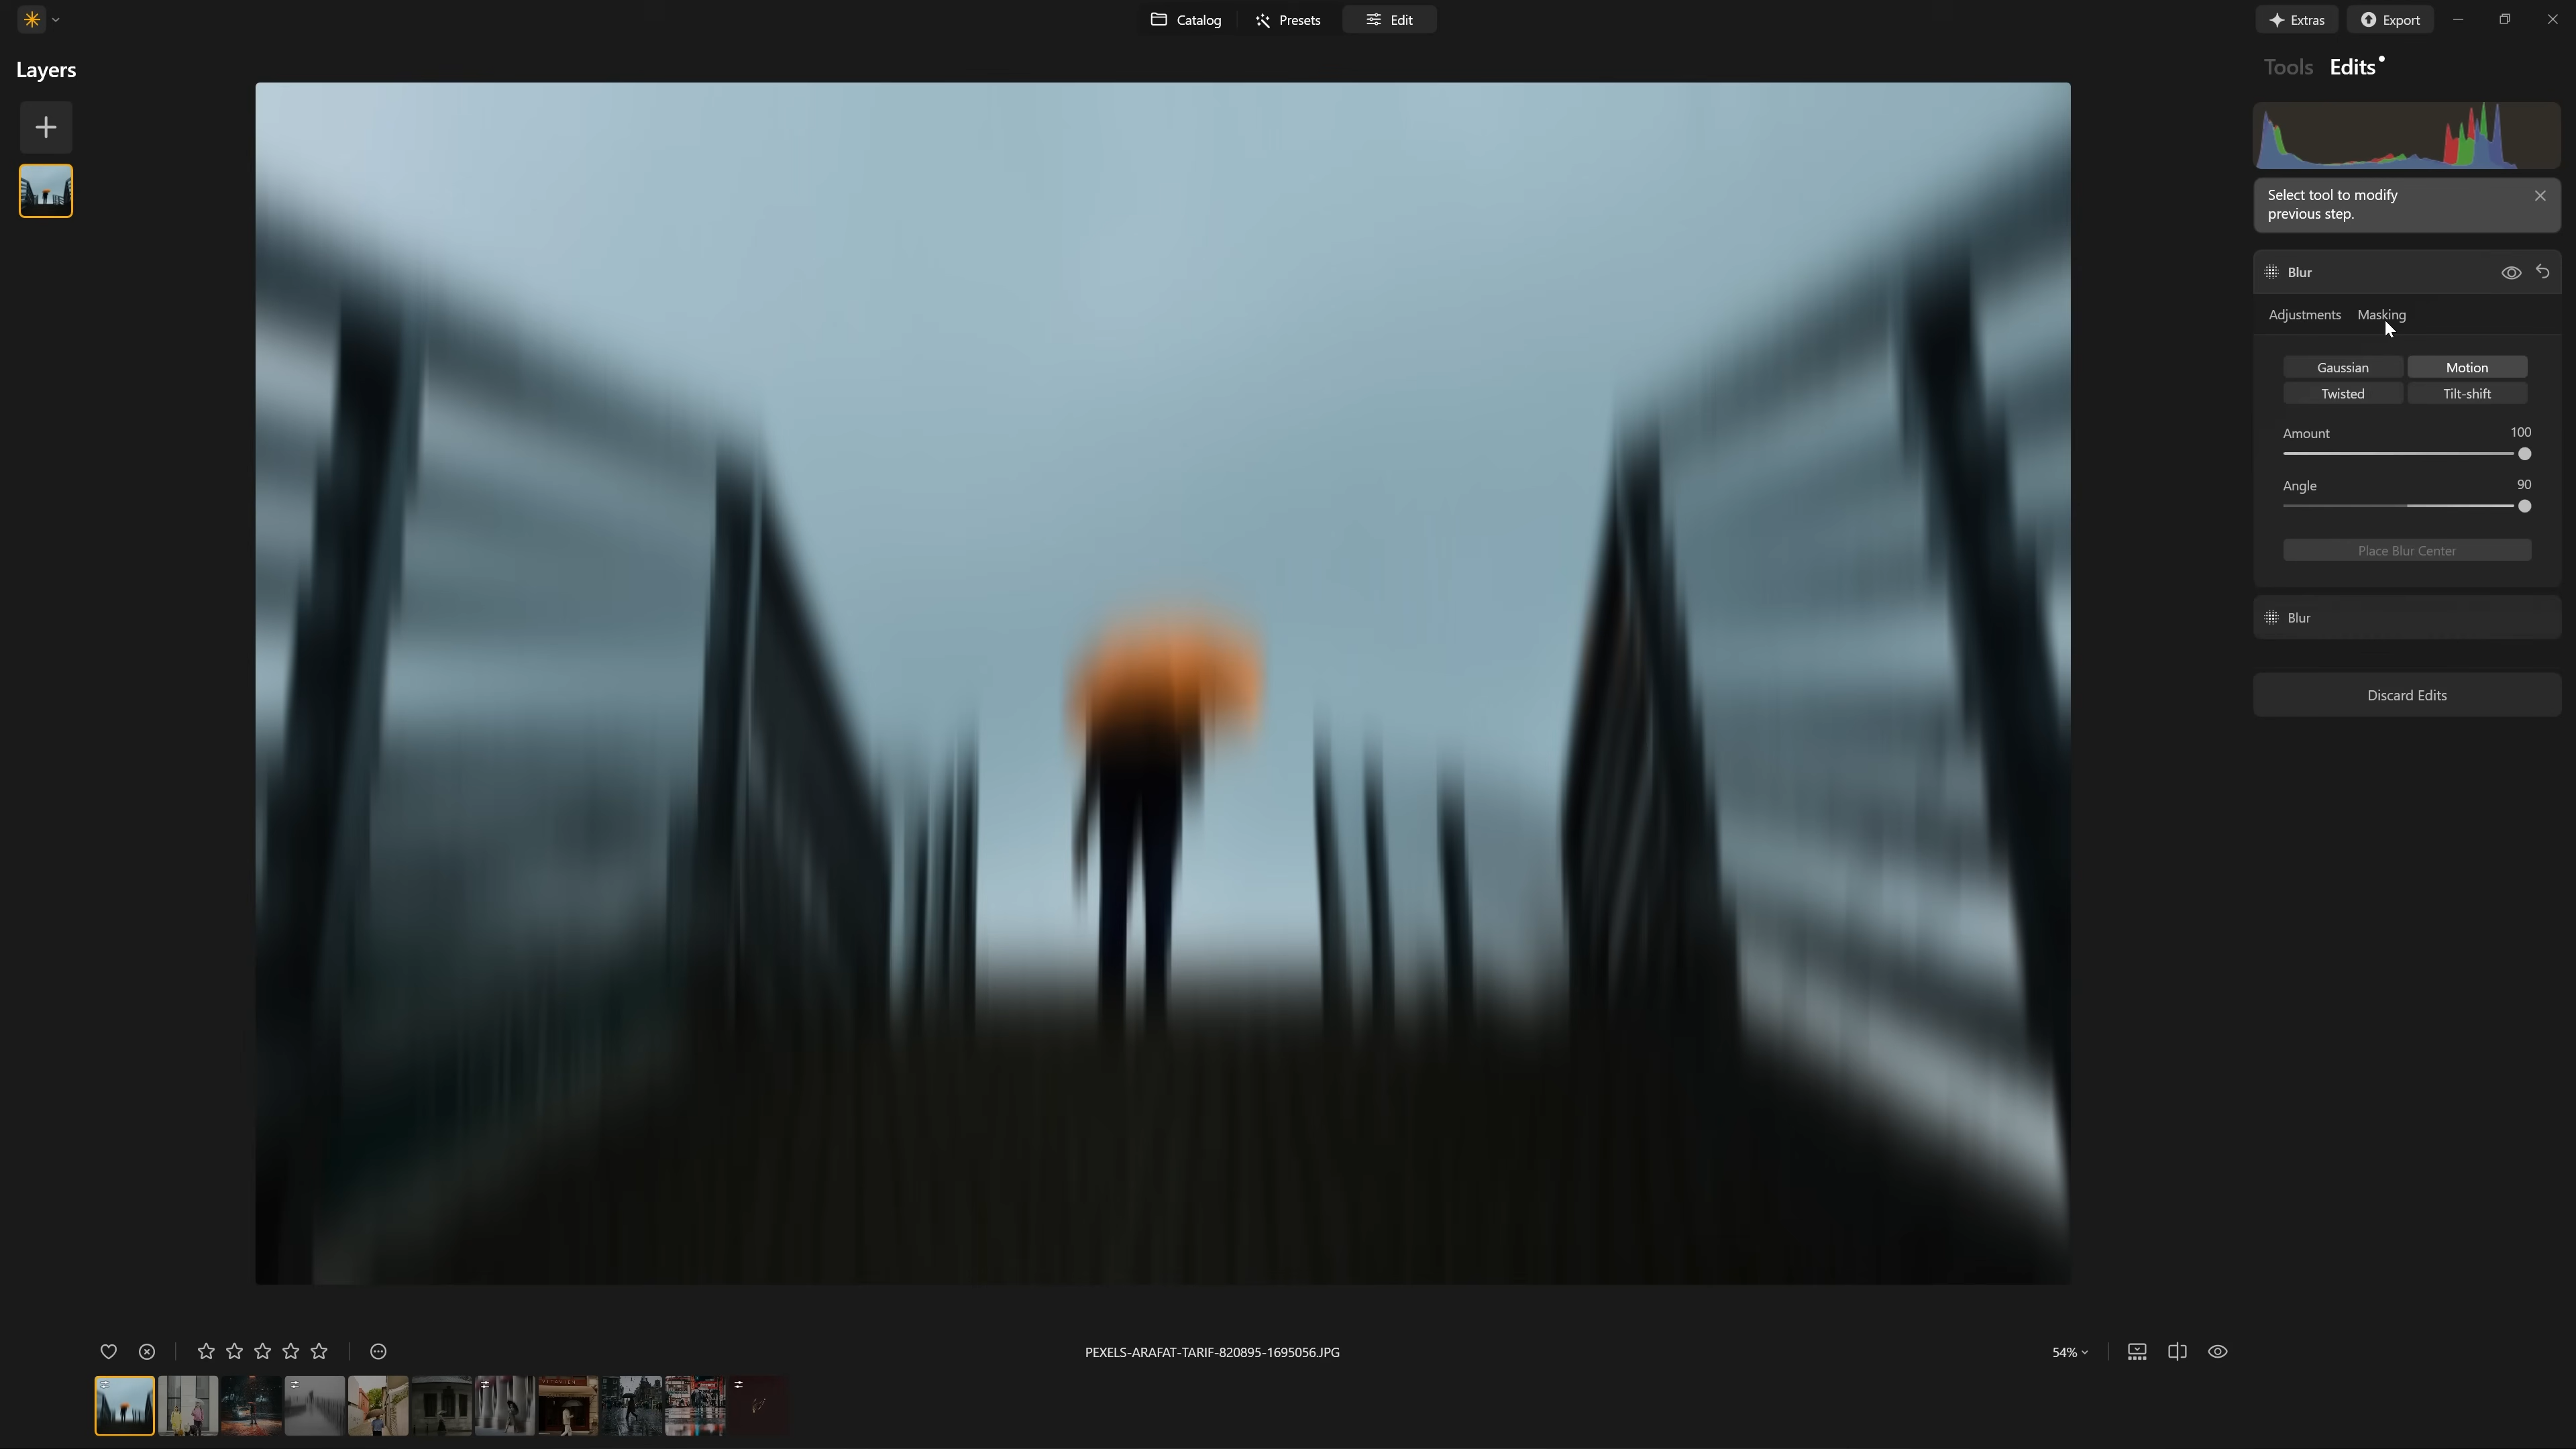 Catalog
Presets
Edit
Extras
Export
Layers
Tools Edits
Select tool to modify
previous step.
Blur
Adjustments Masking
Gaussian Motion
Twisted Tilt-shift
Amount 100
Angle 90
Place Blur Center
Blur
Discard Edits
PEXELS-ARAFAT-TARIF-820895-1695056.JPG
54%